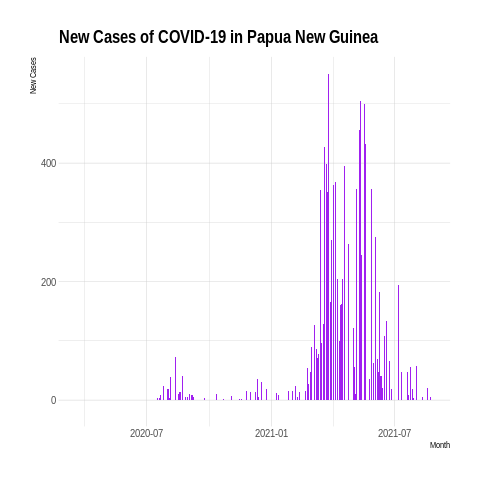 New Cases of COVID-19 in Papua New Guinea
New Cases
400
200
0
2020-07
2021-01
2021-07
Month